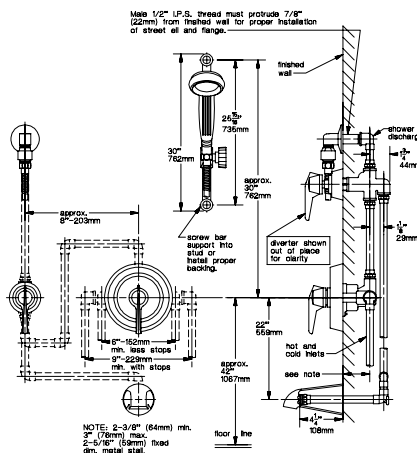 Male 1/2" I.P.S. thread must protrude 7/8"
(22mm) from finished wall for proper installation
of street ell and flange.
finished
wall
shower
discharge
1 3/4"
44mm
30"
762mm
735mm
approx.
30"
762mm
1 1/8"
29mm
approx.
8"-203mm
screw bar
support into
stud or
install proper
backing.
diverter shown
out of place
for clarity
6"-152mm
min. less stops
9"-229mm
min. with stops
22"
559mm
approx.
42"
1067mm
hot and
cold inlets
see note
4 1/4"
108mm
NOTE: 2-3/8" (64mm) min.
3" (76mm) max.
2-5/16" (59mm) fixed
dim. metal stall.
floor line